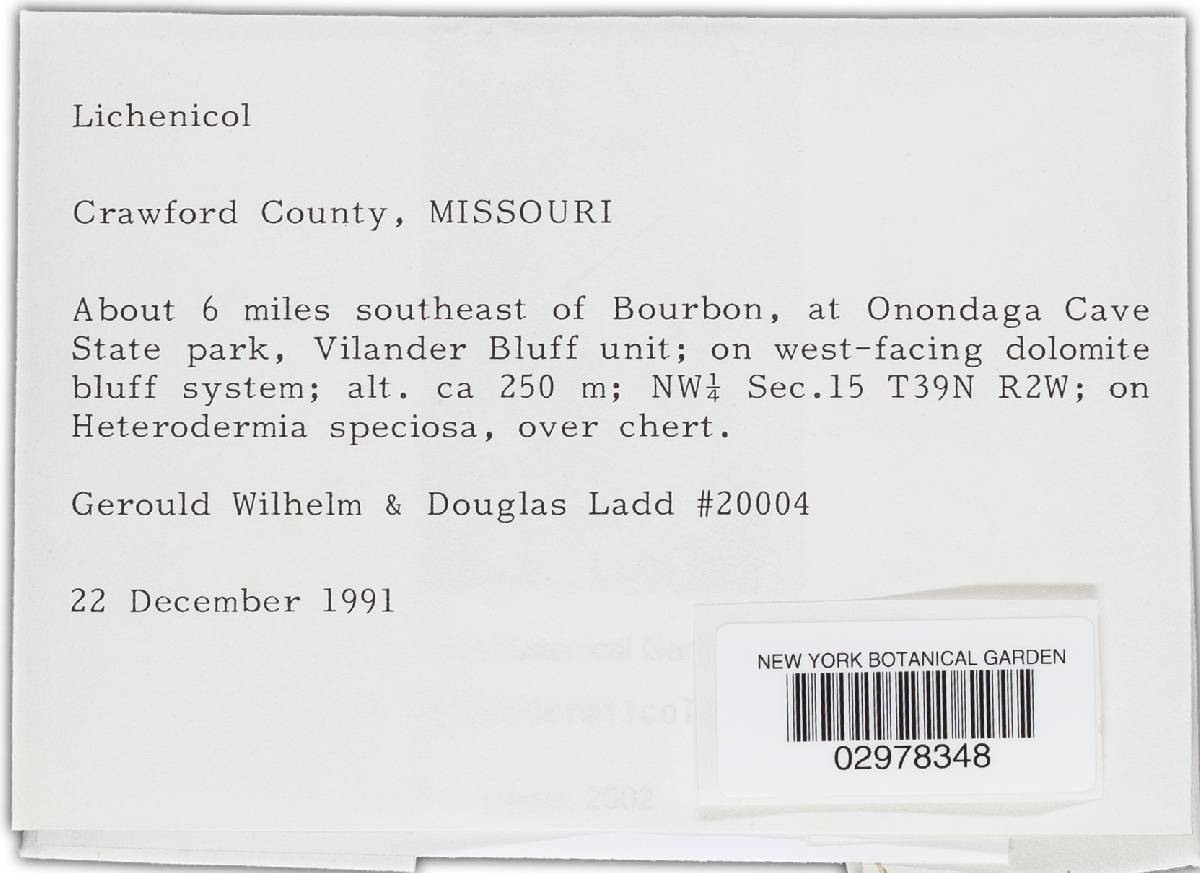 Lichenicol
Crawford County, MISSOURI
About 6 miles southeast of Bourbon, at Onondaga Cave
State park, Vilander Bluff unit; on west-facing dolomite
bluff system; alt. ca 250 m; NW¼ Sec.15 T39N R2W; on
Heterodermia speciosa, over chert.
Gerould Wilhelm & Douglas Ladd #20004
22 December 1991
NEW YORK BOTANICAL GARDEN
02978348
2002